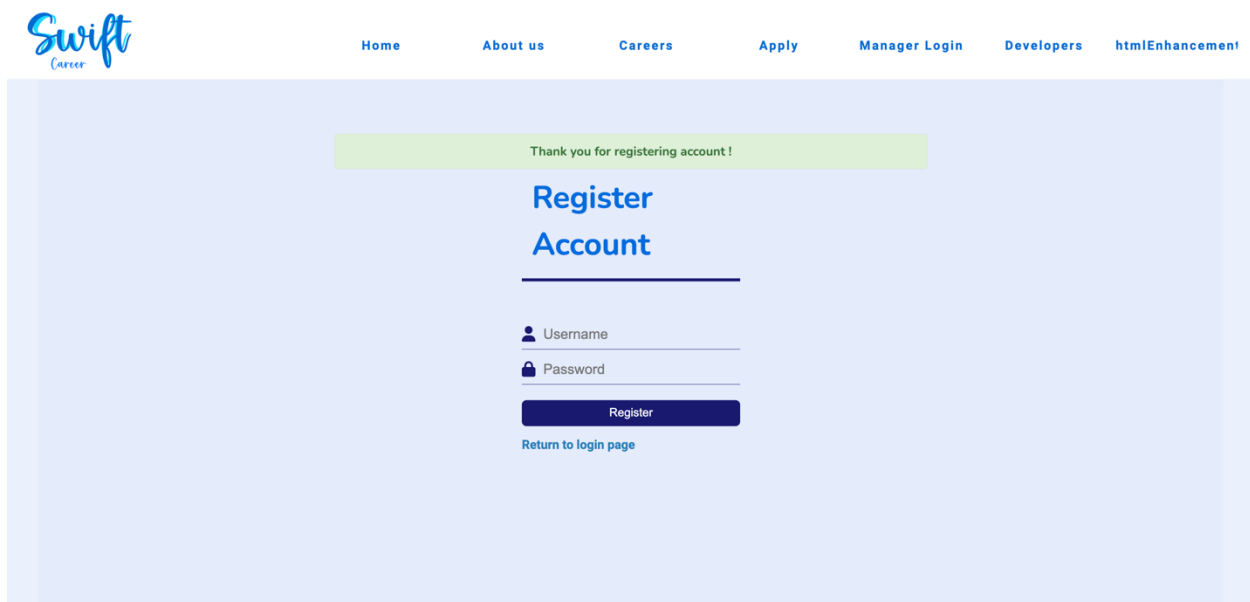 Swift
Career
Home About us Careers Apply Manager Login Developers htmlEnhancement
Thank you for registering account !
Register
Account
Username
Password
Register
Return to login page